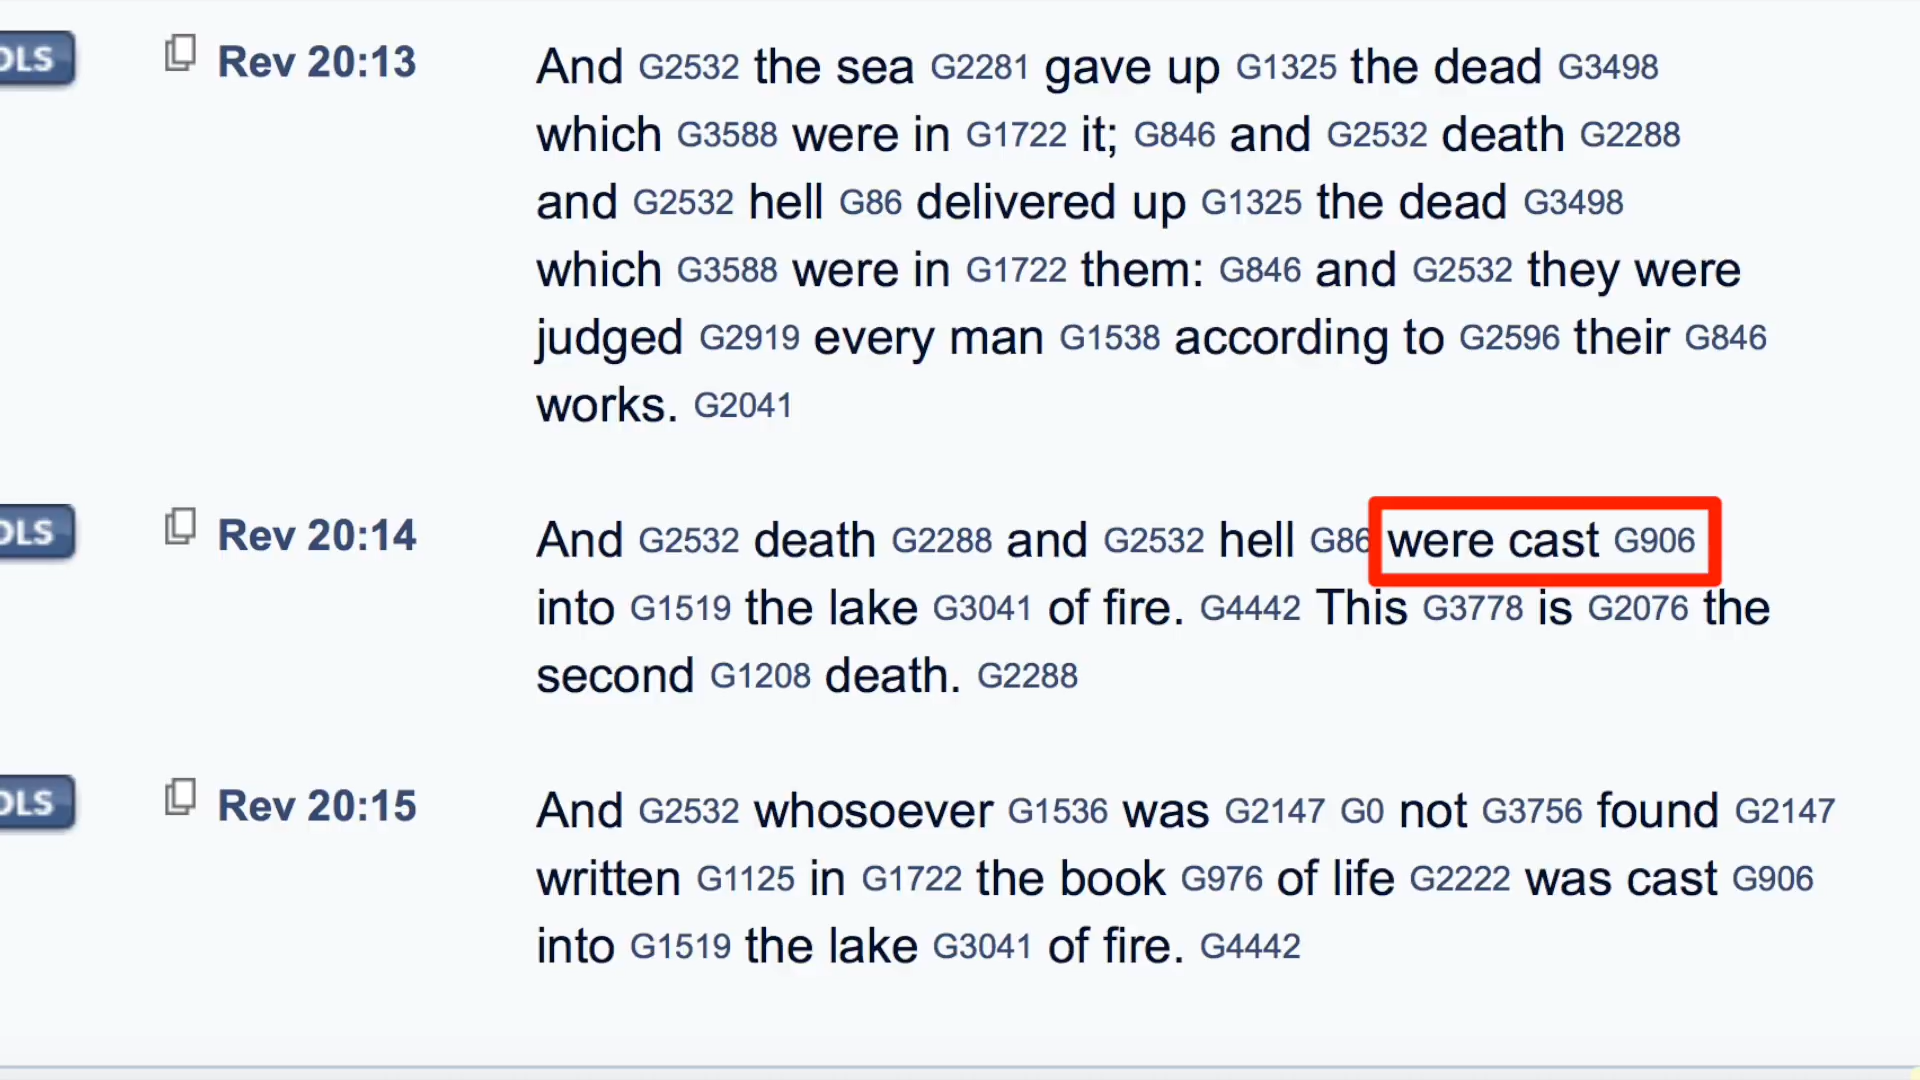 OLS Rev 20:13 And G2532 the sea G2281 gave up G1325 the dead G3498
which G3588 were in G1722 it; G846 and G2532 death G2288
and G2532 hell G86 delivered up G1325 the dead G3498
which G3588 were in G1722 them: G846 and G2532 they were
judged G2919 every man G1538 according to G2596 their G846
works. G2041
OLS Rev 20:14 And G2532 death G2288 and G2532 hell G86 were cast G906
into G1519 the lake G3041 of fire. G4442 This G3778 is G2076 the
second G1208 death. G2288
OLS Rev 20:15 And G2532 whosoever G1536 was G2147 G0 not G3756 found G2147
written G1125 in G1722 the book G976 of life G2222 was cast G906
into G1519 the lake G3041 of fire. G4442